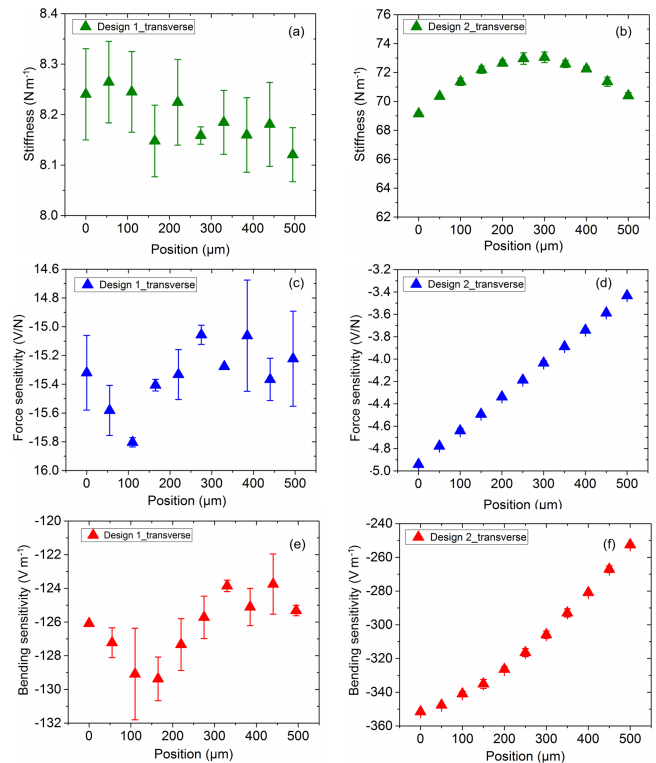 Design 1_transverse
(a)
8.4
8.3
8.2
8.1
8.0
Stiffness (N m⁻¹)
0 100 200 300 400 500
Position (µm)
Design 2_transverse
(b)
76
74
72
70
68
66
64
62
Stiffness (N m⁻¹)
0 100 200 300 400 500
Position (µm)
Design 1_transverse
(c)
-14.6
-14.8
-15.0
-15.2
-15.4
-15.6
-15.8
16.0
Force sensitivity (V/N)
0 100 200 300 400 500
Position (µm)
Design 2_transverse
(d)
-3.2
-3.4
-3.6
-3.8
-4.0
-4.2
-4.4
-4.6
-4.8
-5.0
Force sensitivity (V/N)
0 100 200 300 400 500
Position (µm)
Design 1_transverse
(e)
-120
-122
-124
-126
-128
-130
-132
Bending sensitivity (V m⁻¹)
0 100 200 300 400 500
Position (µm)
Design 2_transverse
(f)
-240
-260
-280
-300
-320
-340
-360
Bending sensitivity (V m⁻¹)
0 100 200 300 400 500
Position (µm)